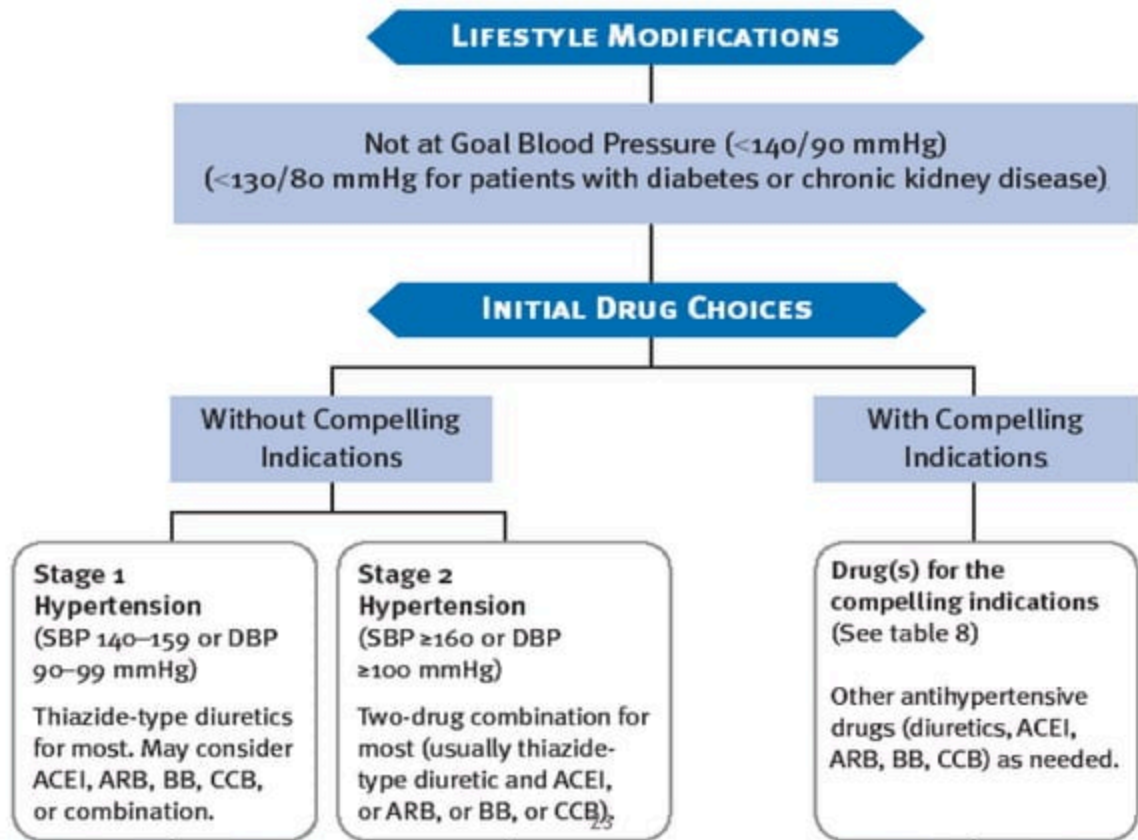 LIFESTYLE MODIFICATIONS
Not at Goal Blood Pressure (<140/90 mmHg)
(<130/80 mmHg for patients with diabetes or chronic kidney disease)
INITIAL DRUG CHOICES
Without Compelling
Indications
With Compelling
Indications
Stage 1
Hypertension
(SBP 140–159 or DBP
90–99 mmHg)
Thiazide-type diuretics
for most. May consider
ACEI, ARB, BB, CCB,
or combination.
Stage 2
Hypertension
(SBP ≥160 or DBP
≥100 mmHg)
Two-drug combination for
most (usually thiazide-
type diuretic and ACEI,
or ARB, or BB, or CCB).
23
Drug(s) for the
compelling indications
(See table 8)
Other antihypertensive
drugs (diuretics, ACEI,
ARB, BB, CCB) as needed.